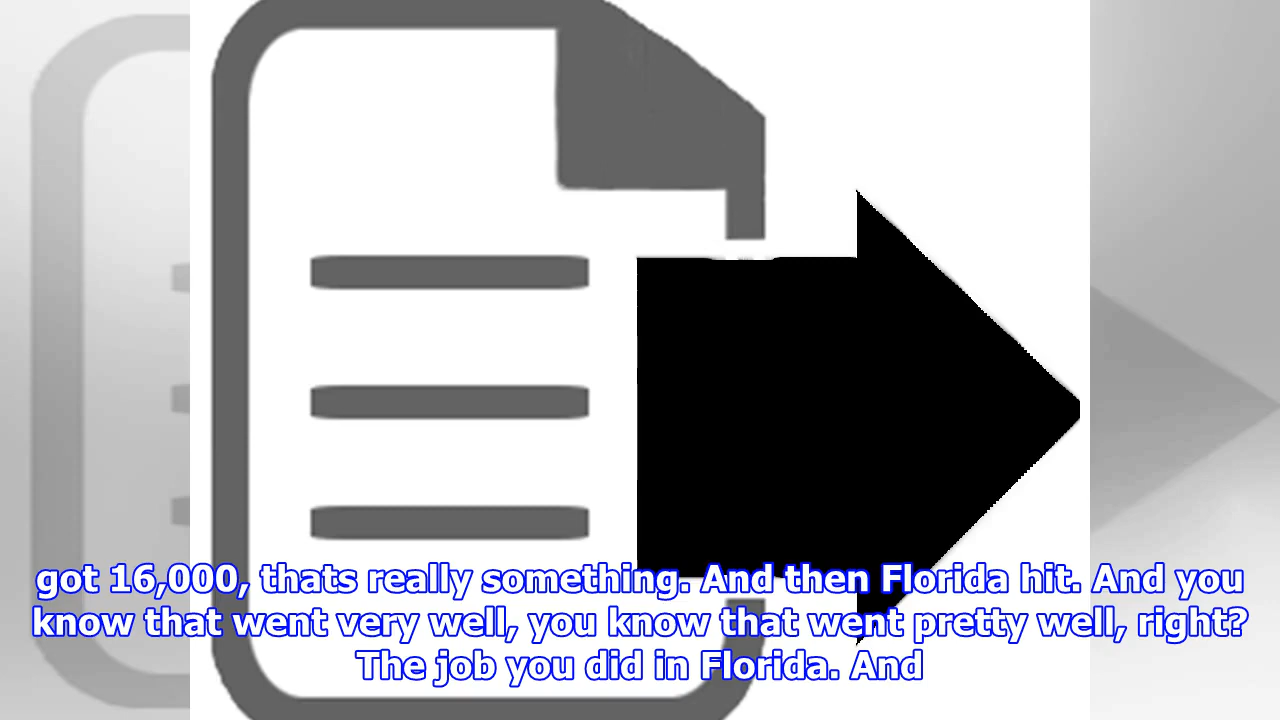 got 16,000, thats really something. And then Florida hit. And you
know that went very well, you know that went pretty well, right?
The job you did in Florida. And